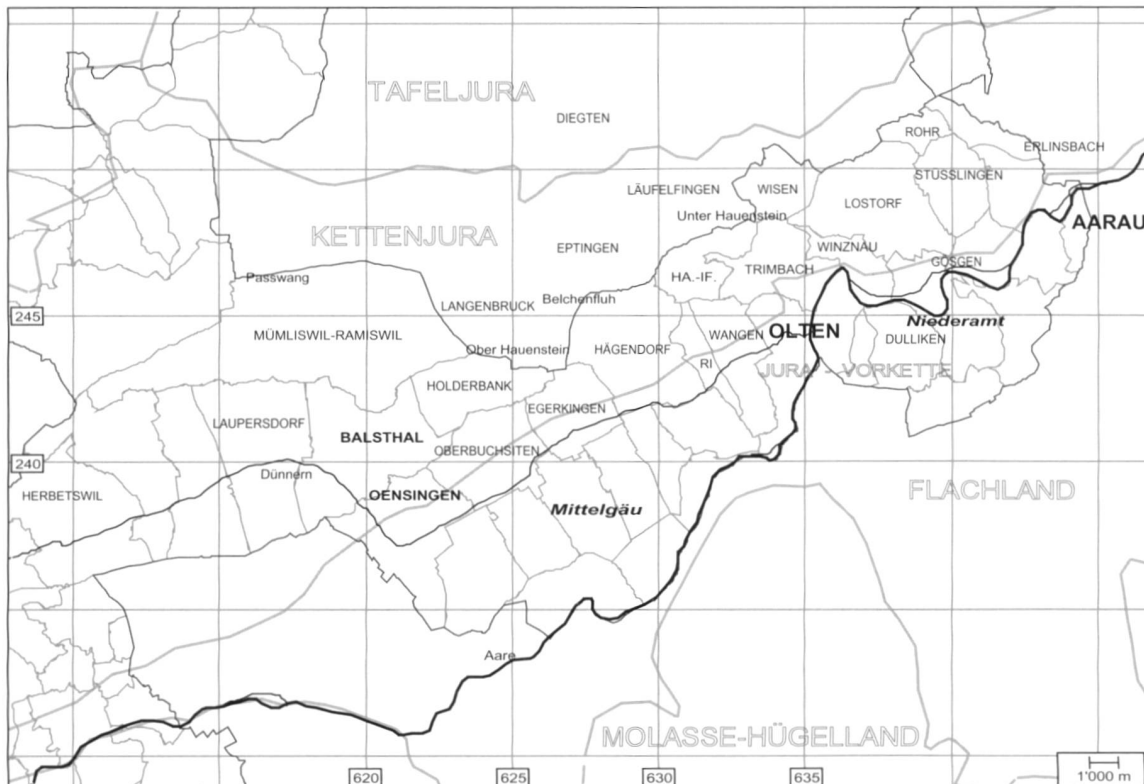 TAFELJURA
DIEGTEN
ROHR
ERLINSBACH
STÜSSLINGEN
LÄUFELFINGEN
WISEN
LOSTORF
Unter Hauenstein
AARAU
KETTENJURA
EPTINGEN
WINZNAU
GÖSGEN
TRIMBACH
HA.-IF.
Passwang
LANGENBRUCK
Belchenfluh
245
Niederamt
MÜMLISWIL-RAMISWIL
WANGEN
OLTEN
DULLIKEN
Ober Hauenstein
HÄGENDORF
RI
JURA - VORKETTE
HOLDERBANK
EGERKINGEN
LAUPERSDORF
BALSTHAL
OBERBUCHSITEN
240
Dünnern
HERBETSWIL
OENSINGEN
FLACHLAND
Mittelgäu
Aare
MOLASSE-HÜGELLAND
620
625
630
635
1'000 m